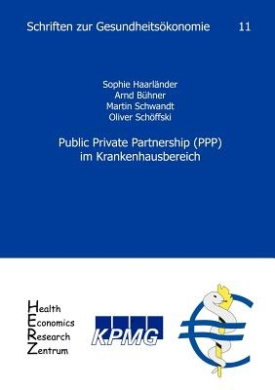 Schriften zur Gesundheitsökonomie 11
Sophie Haarländer
Arnd Bühner
Martin Schwandt
Oliver Schöffski
Public Private Partnership (PPP)
im Krankenhausbereich
Health
Economics
Research
Zentrum
KPMG